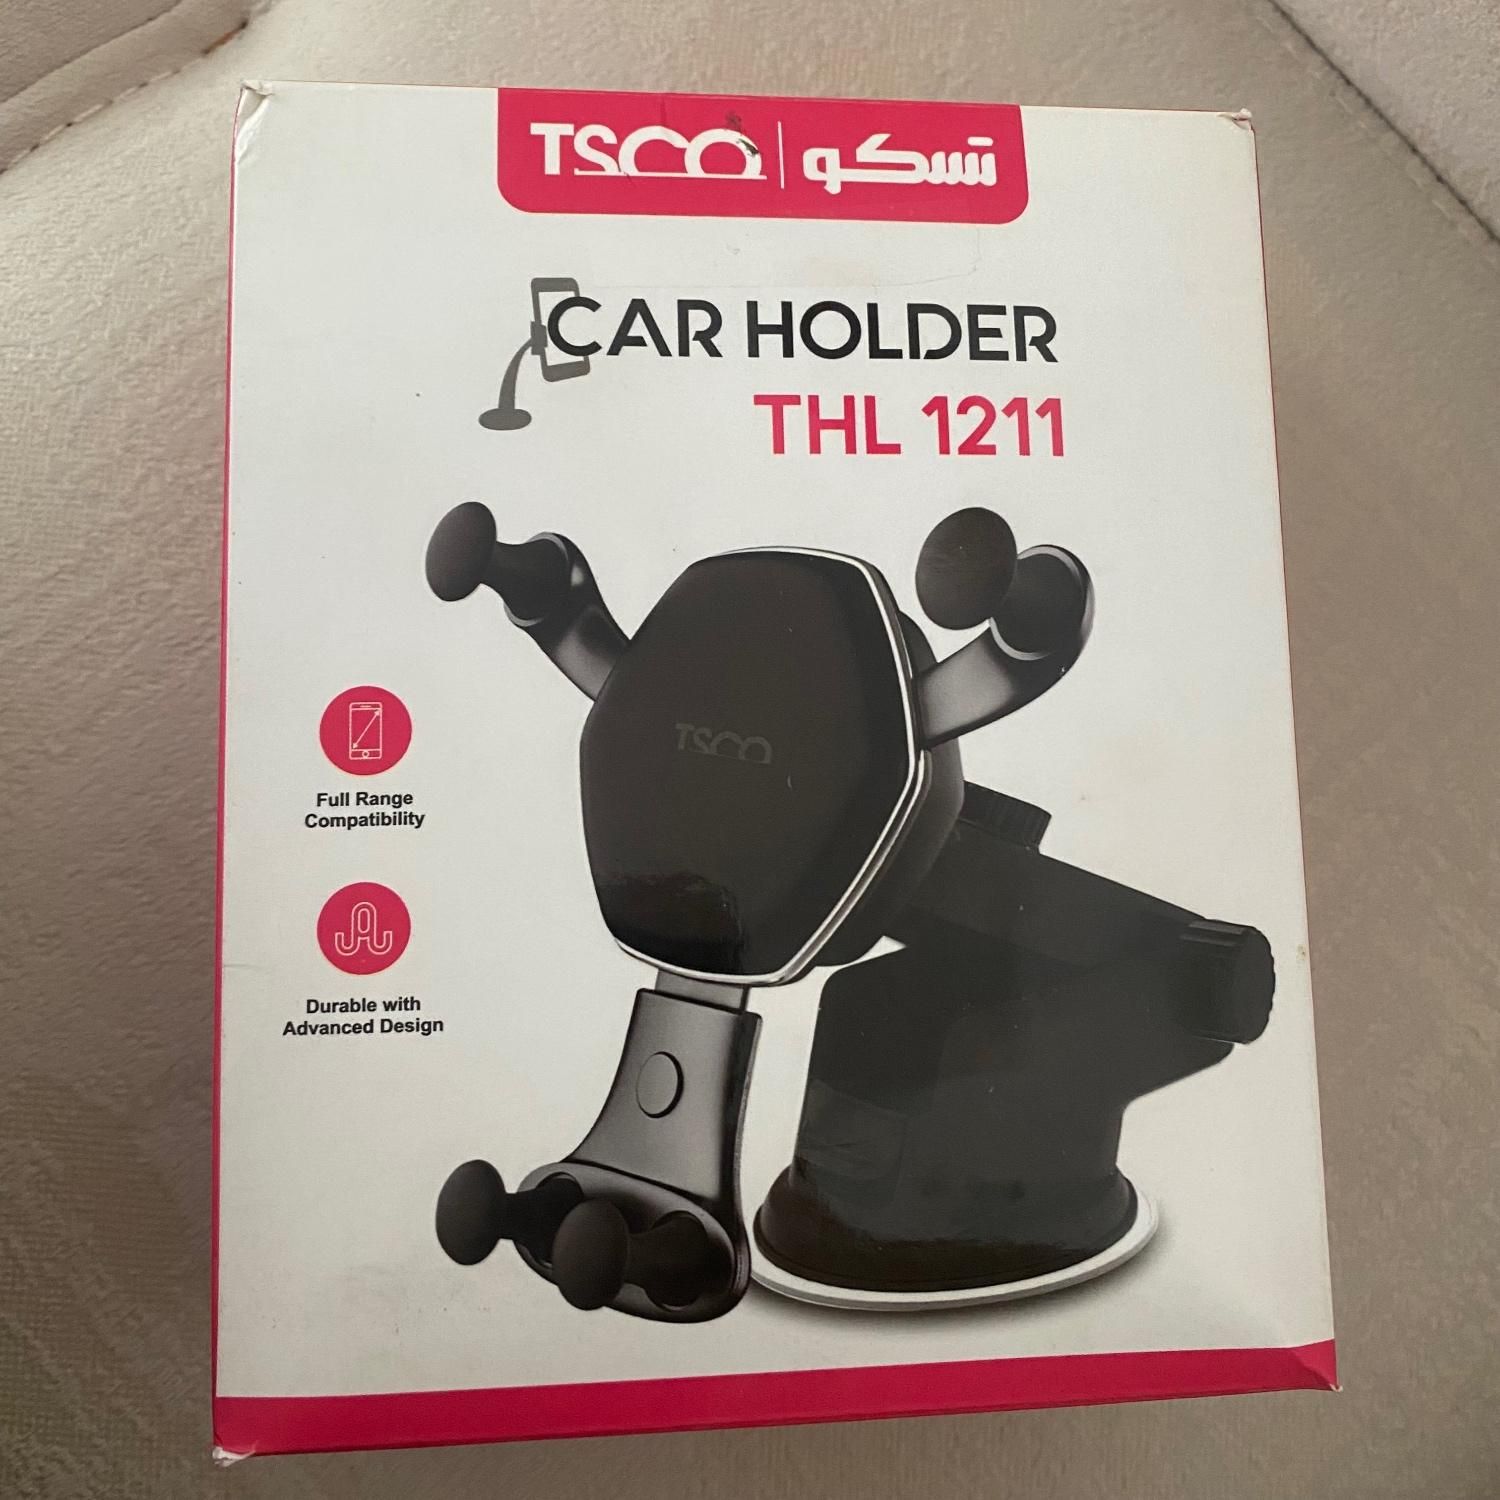 TSCO | تسکو
CAR HOLDER
THL 1211
TSCO
Full Range
Compatibility
Durable with
Advanced Design